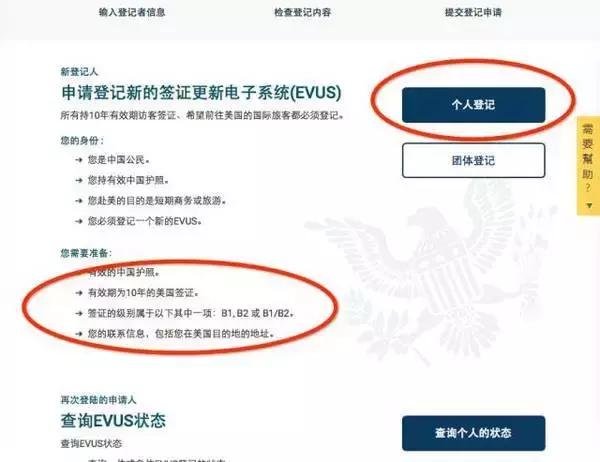 输入登记者信息 检查登记内容 提交登记申请
新登记人
申请登记新的签证更新电子系统(EVUS)
所有持10年有效期访客签证、希望前往美国的国际旅客都必须登记。
您的身份：
→ 您是中国公民。
→ 您持有效中国护照。
→ 您赴美的目的是短期商务或旅游。
→ 您必须登记一个新的EVUS。
您需要准备：
→ 有效的中国护照。
→ 有效期为10年的美国签证。
→ 签证的级别属于以下其中一项：B1, B2 或 B1/B2。
→ 您的联系信息，包括您在美国目的地的地址。
个人登记
团体登记
需要幫助？
再次登陆的申请人
查询EVUS状态
查询EVUS状态
查询个人的状态